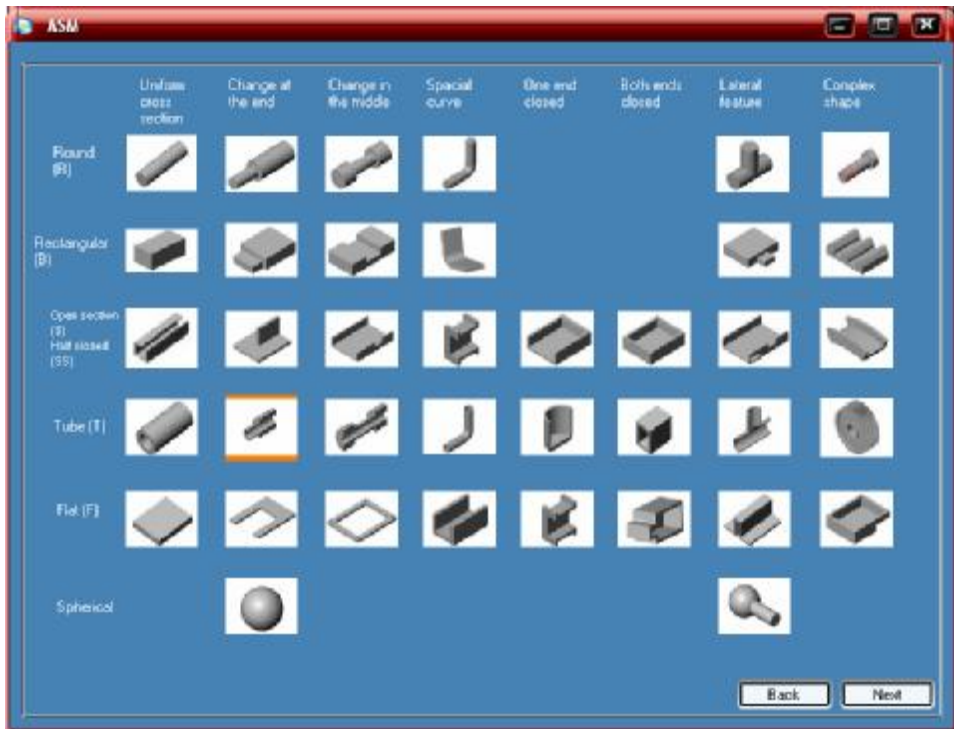 ASM
Uniform
cross
section
Change at
the end
Change in
the middle
Spacial
curve
One end
closed
Both ends
closed
Lateral
feature
Complex
shape
Round
(R)
Rectangular
(B)
Open section
(S)
Half closed
(SS)
Tube (T)
Flat (F)
Spherical
Back
Next